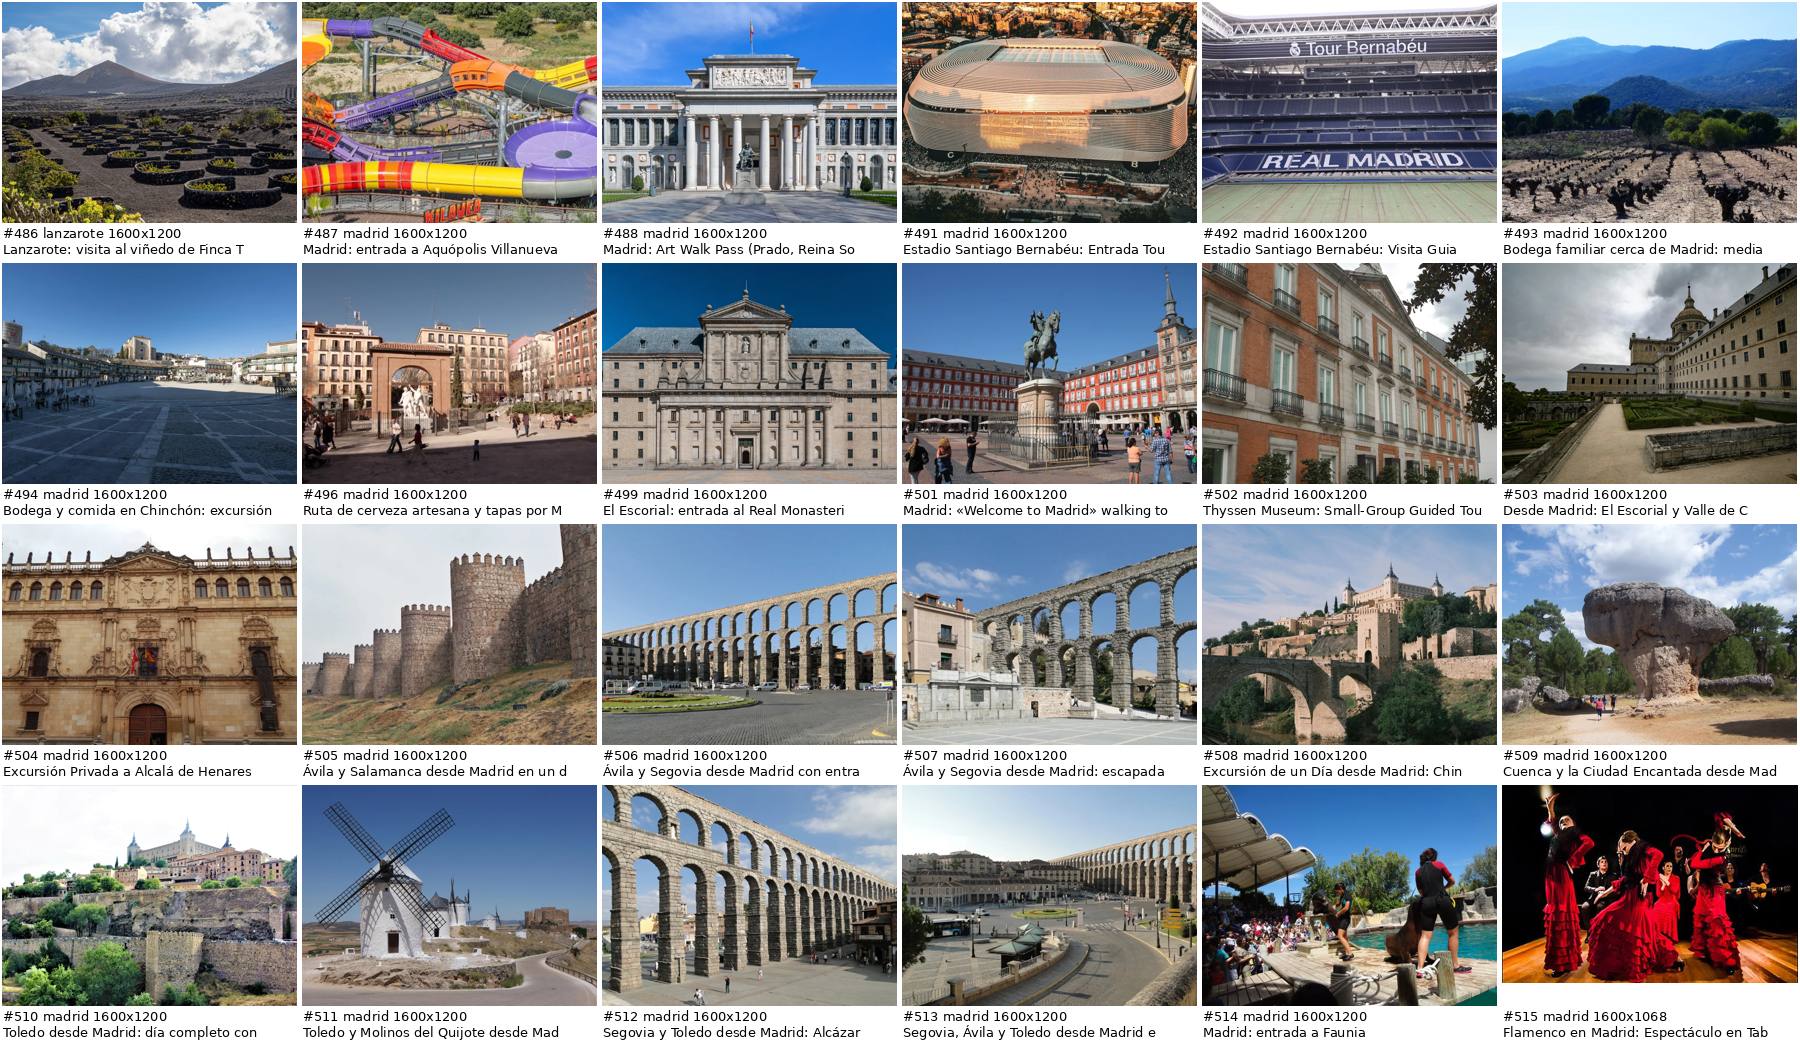 Tour Bernabéu
REAL MADRID
#486 lanzarote 1600x1200
Lanzarote: visita al viñedo de Finca T
#487 madrid 1600x1200
Madrid: entrada a Aquópolis Villanueva
#488 madrid 1600x1200
Madrid: Art Walk Pass (Prado, Reina So
#491 madrid 1600x1200
Estadio Santiago Bernabéu: Entrada Tou
#492 madrid 1600x1200
Estadio Santiago Bernabéu: Visita Guia
#493 madrid 1600x1200
Bodega familiar cerca de Madrid: media
#494 madrid 1600x1200
Bodega y comida en Chinchón: excursión
#496 madrid 1600x1200
Ruta de cerveza artesana y tapas por M
#499 madrid 1600x1200
El Escorial: entrada al Real Monasteri
#501 madrid 1600x1200
Madrid: «Welcome to Madrid» walking to
#502 madrid 1600x1200
Thyssen Museum: Small-Group Guided Tou
#503 madrid 1600x1200
Desde Madrid: El Escorial y Valle de C
#504 madrid 1600x1200
Excursión Privada a Alcalá de Henares
#505 madrid 1600x1200
Ávila y Salamanca desde Madrid en un d
#506 madrid 1600x1200
Ávila y Segovia desde Madrid con entra
#507 madrid 1600x1200
Ávila y Segovia desde Madrid: escapada
#508 madrid 1600x1200
Excursión de un Día desde Madrid: Chin
#509 madrid 1600x1200
Cuenca y la Ciudad Encantada desde Mad
#510 madrid 1600x1200
Toledo desde Madrid: día completo con
#511 madrid 1600x1200
Toledo y Molinos del Quijote desde Mad
#512 madrid 1600x1200
Segovia y Toledo desde Madrid: Alcázar
#513 madrid 1600x1200
Segovia, Ávila y Toledo desde Madrid e
#514 madrid 1600x1200
Madrid: entrada a Faunia
#515 madrid 1600x1068
Flamenco en Madrid: Espectáculo en Tab